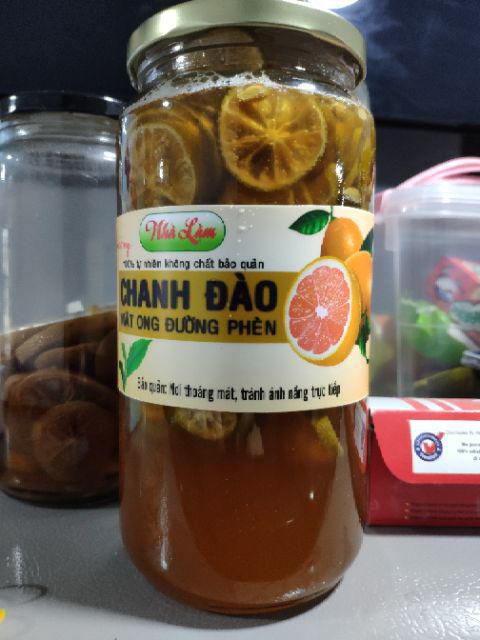 Nhà Làm
100% tự nhiên không chất bảo quản
CHANH ĐÀO
MẬT ONG ĐƯỜNG PHÈN
Bảo quản: Nơi thoáng mát, tránh ánh nắng trực tiếp